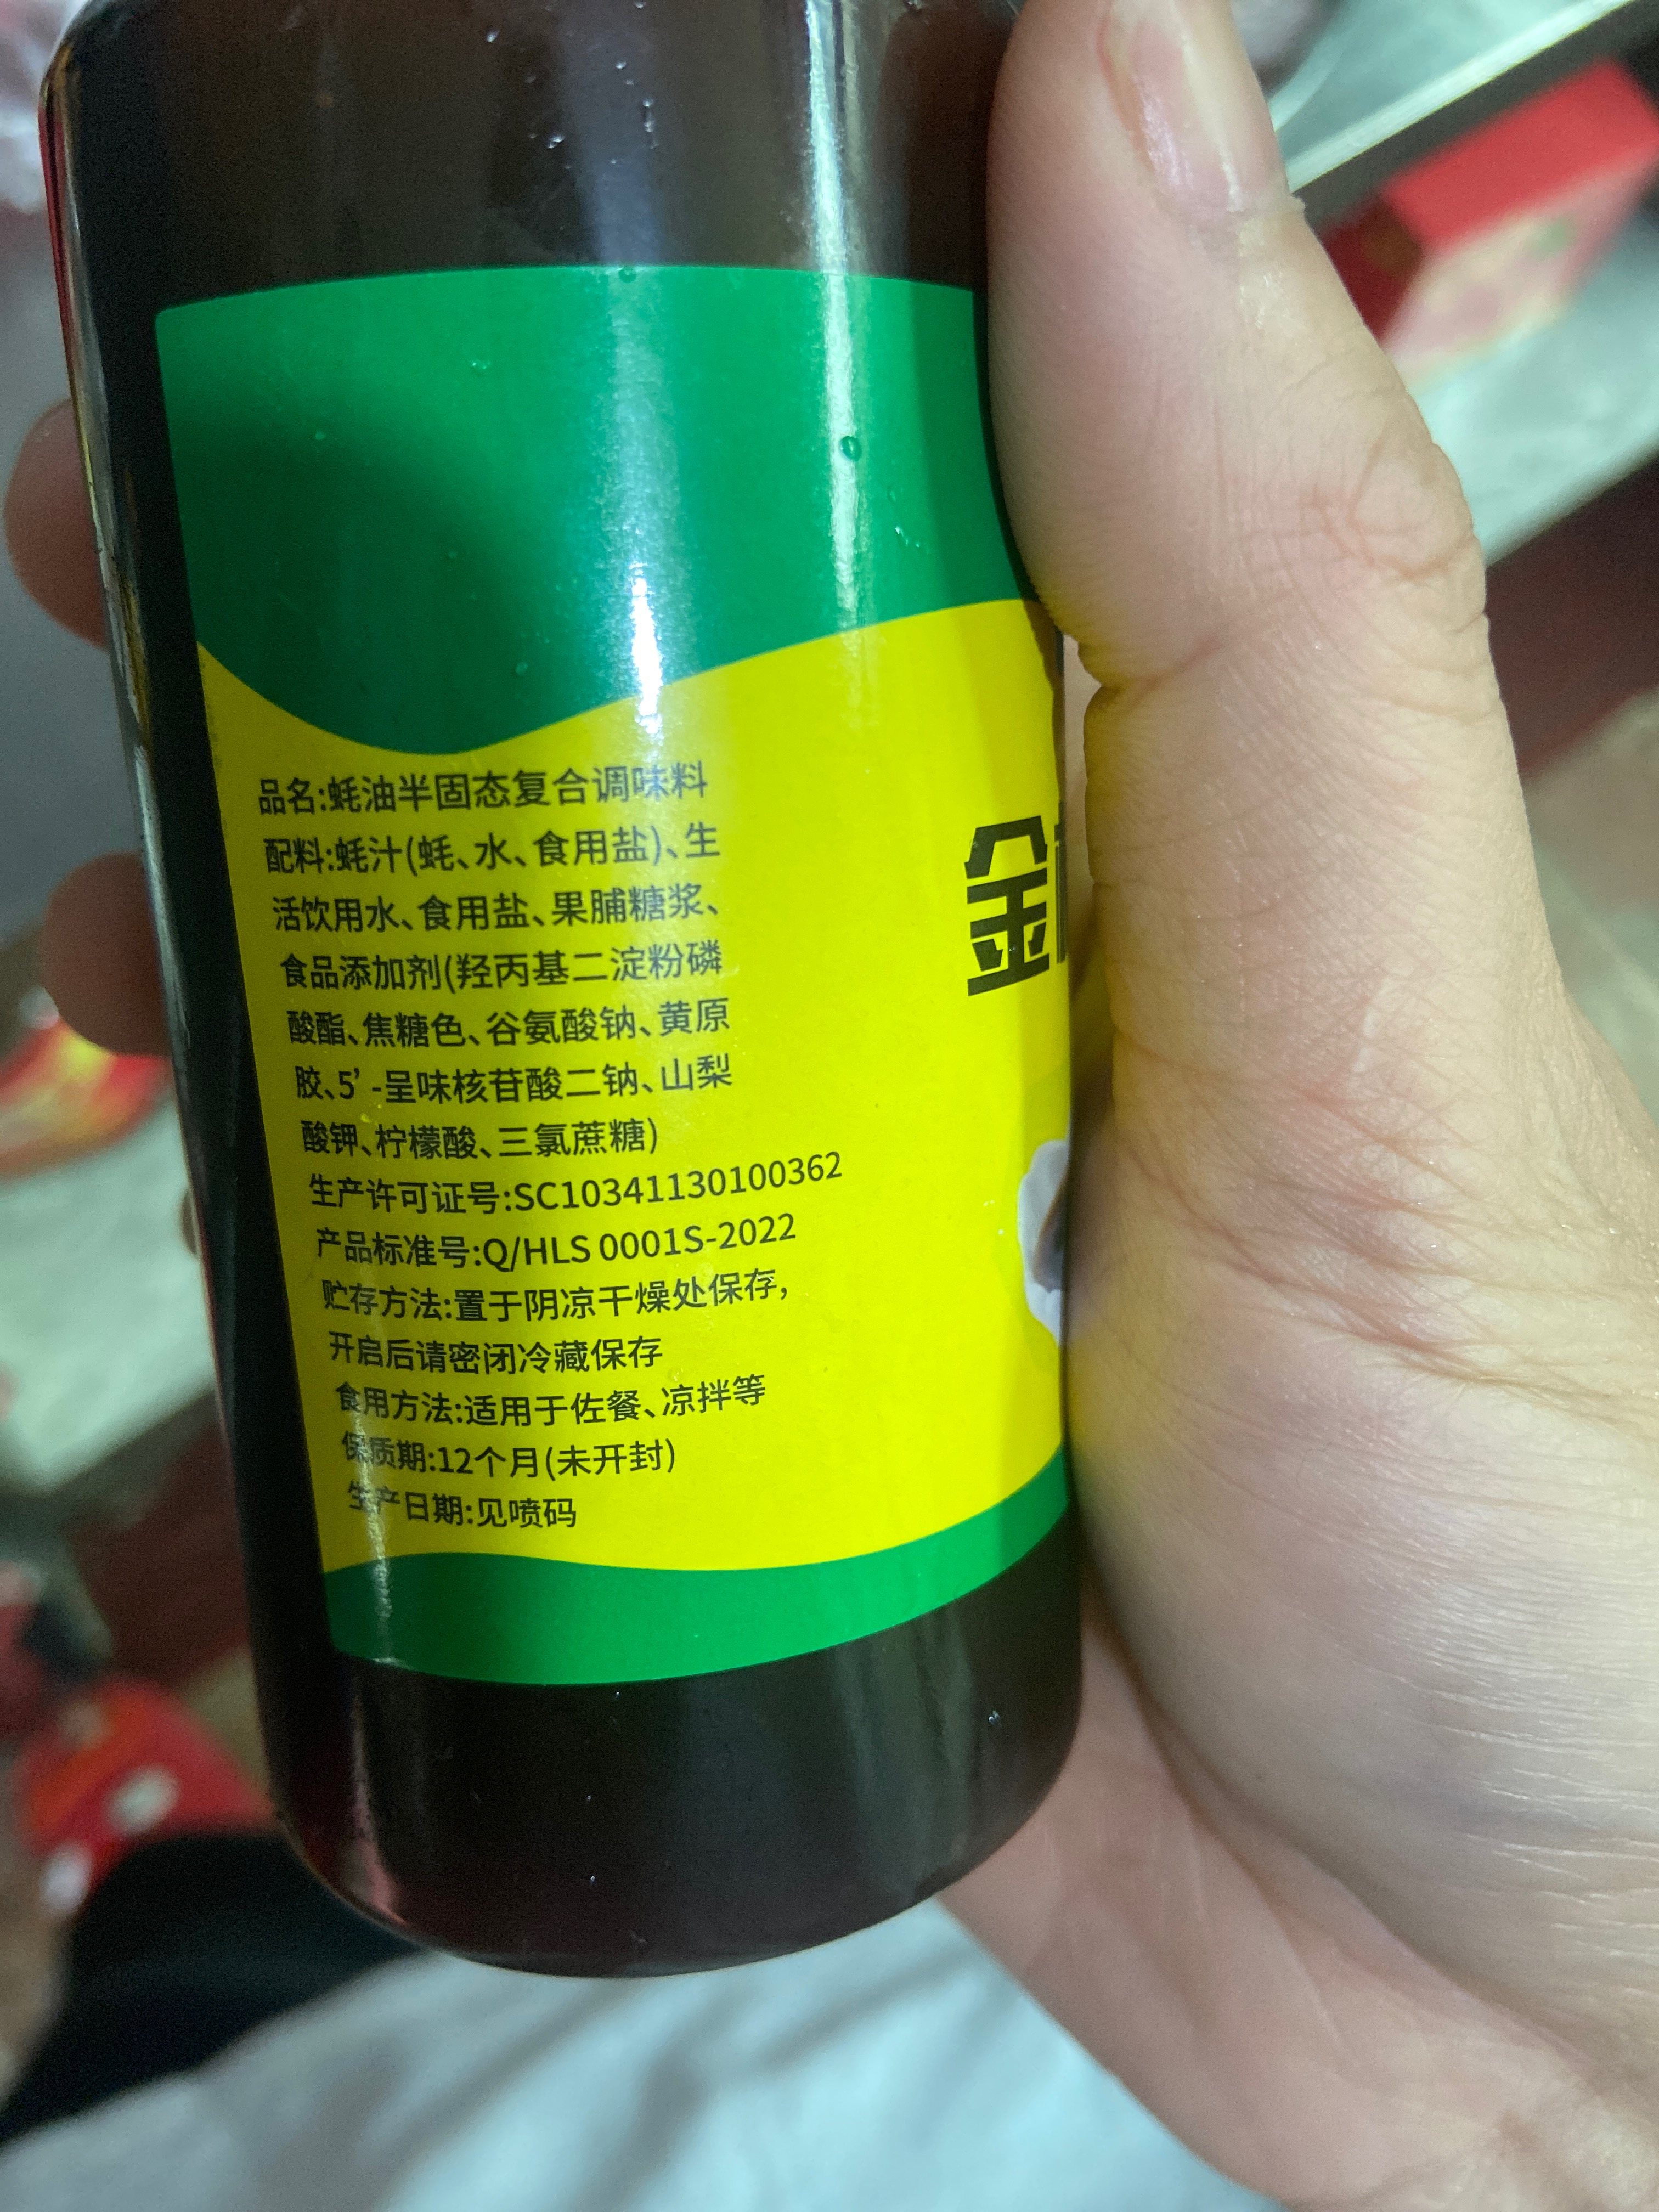 品名:蚝油半固态复合调味料
配料:蚝汁(蚝、水、食用盐)、生
活饮用水、食用盐、果脯糖浆、
食品添加剂(羟丙基二淀粉磷
酸酯、焦糖色、谷氨酸钠、黄原
胶、5’-呈味核苷酸二钠、山梨
酸钾、柠檬酸、三氯蔗糖)
生产许可证号:SC10341130100362
产品标准号:Q/HLS 0001S-2022
贮存方法:置于阴凉干燥处保存,
开启后请密闭冷藏保存
食用方法:适用于佐餐、凉拌等
保质期:12个月(未开封)
生产日期:见喷码
金